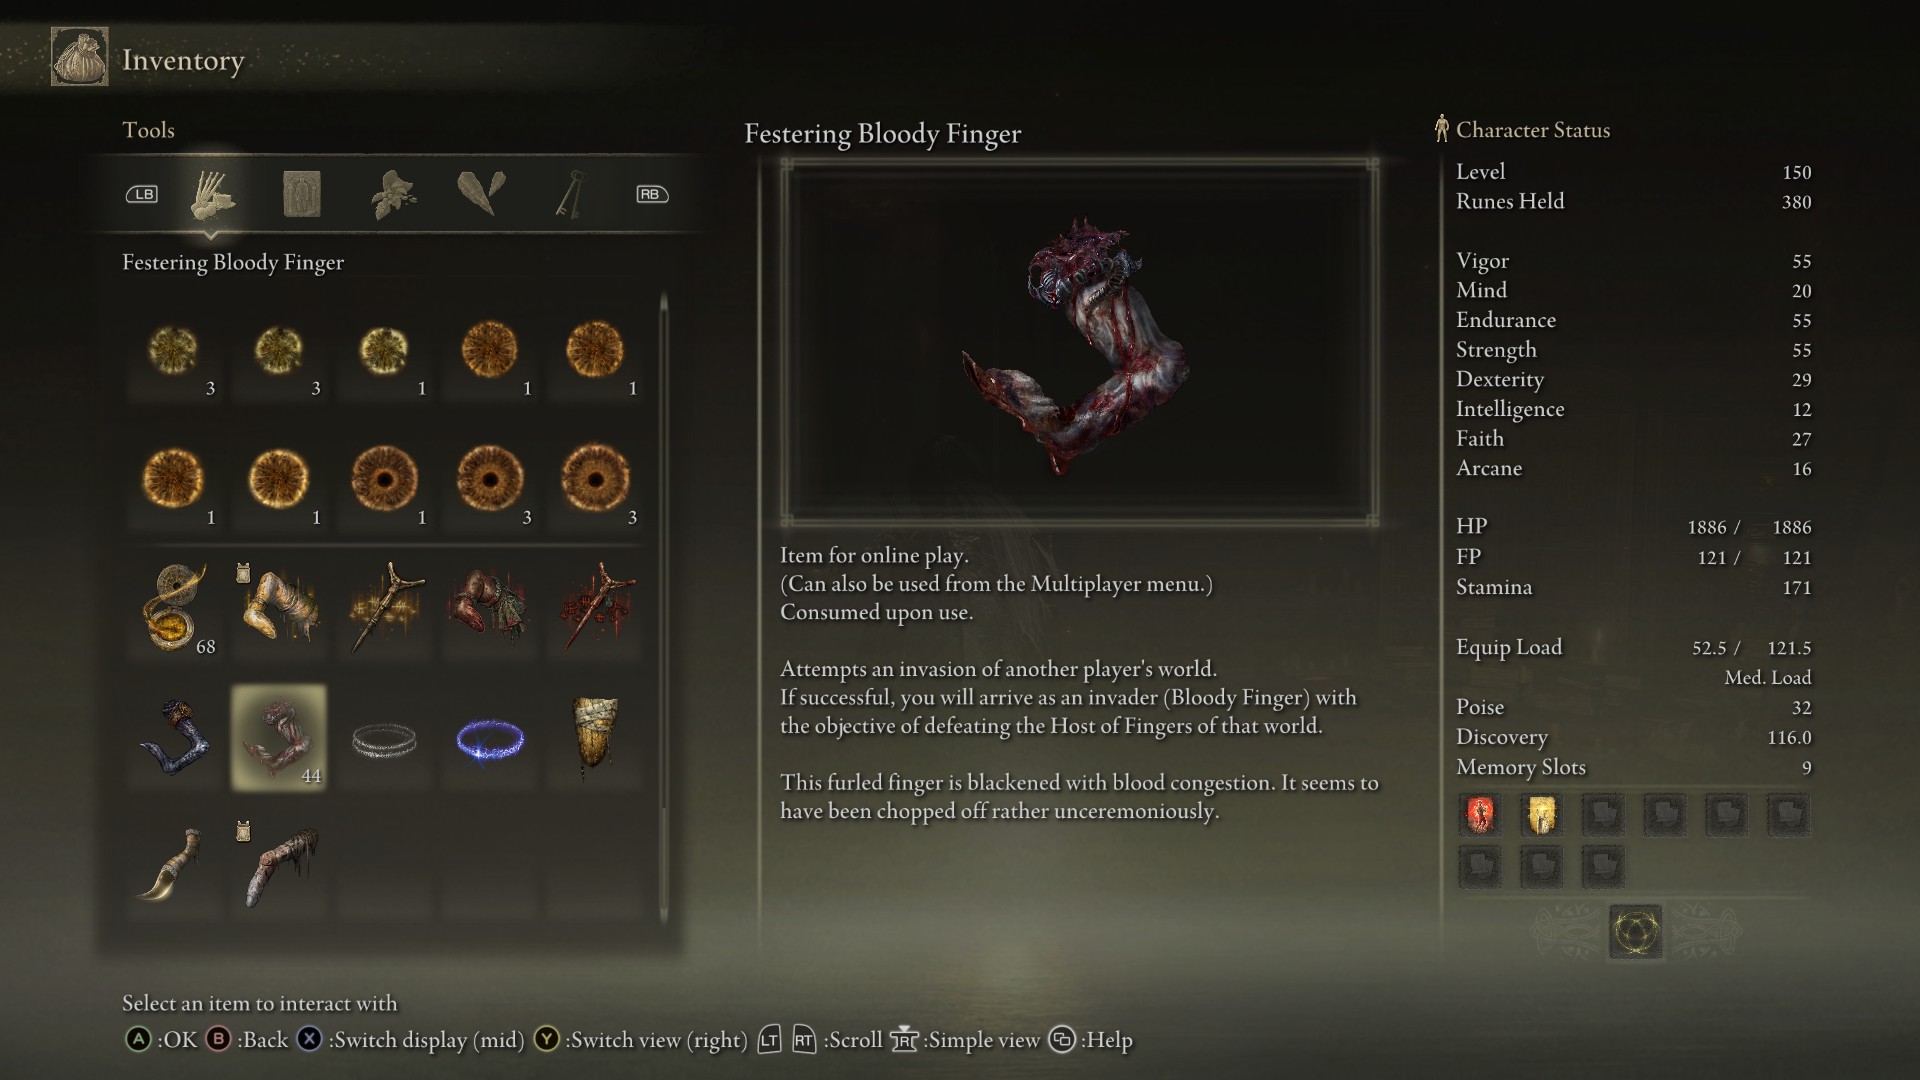 Inventory
Tools
LB
RB
Festering Bloody Finger
3
3
1
1
1
1
1
1
3
3
68
44
Festering Bloody Finger
Item for online play.
(Can also be used from the Multiplayer menu.)
Consumed upon use.
Attempts an invasion of another player's world.
If successful, you will arrive as an invader (Bloody Finger) with
the objective of defeating the Host of Fingers of that world.
This furled finger is blackened with blood congestion. It seems to
have been chopped off rather unceremoniously.
Character Status
Level 150
Runes Held 380
Vigor 55
Mind 20
Endurance 55
Strength 55
Dexterity 29
Intelligence 12
Faith 27
Arcane 16
HP 1886 / 1886
FP 121 / 121
Stamina 171
Equip Load 52.5 / 121.5
Med. Load
Poise 32
Discovery 116.0
Memory Slots 9
Select an item to interact with
A :OK B :Back X :Switch display (mid) Y :Switch view (right) LT RT :Scroll R :Simple view :Help